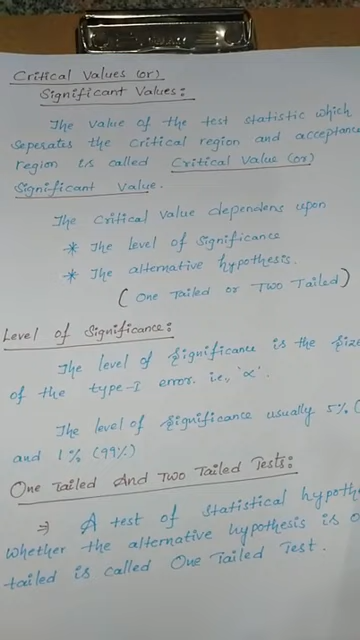 Critical Values (or)
Significant Values:
The value of the test statistic which
seperates the critical region and acceptance
region is called Critical Value (or)
Significant Value.
The critical value dependens upon
* The level of Significance
* The alternative hypothesis.
(One Tailed or Two Tailed)
Level of Significance:
The level of Significance is the size
of the type-I error. i.e., 'α'.
The level of Significance usually 5% (
and 1% (99%)
One Tailed And Two Tailed Tests:
⇒ A test of statistical hypothe
whether the alternative hypothesis is o
tailed is called One Tailed Test.